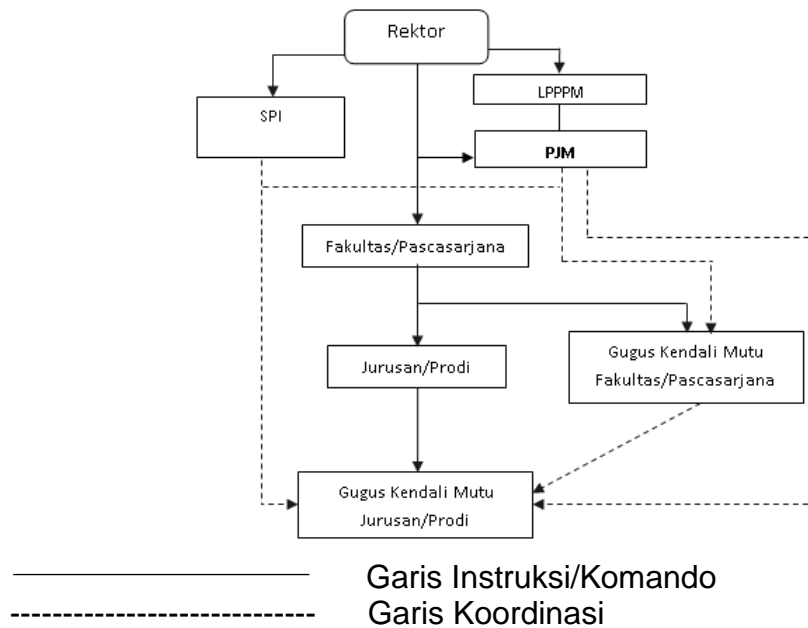 Rektor
LPPPM
SPI
PJM
Fakultas/Pascasarjana
Jurusan/Prodi
Gugus Kendali Mutu
Fakultas/Pascasarjana
Gugus Kendali Mutu
Jurusan/Prodi
Garis Instruksi/Komando
Garis Koordinasi